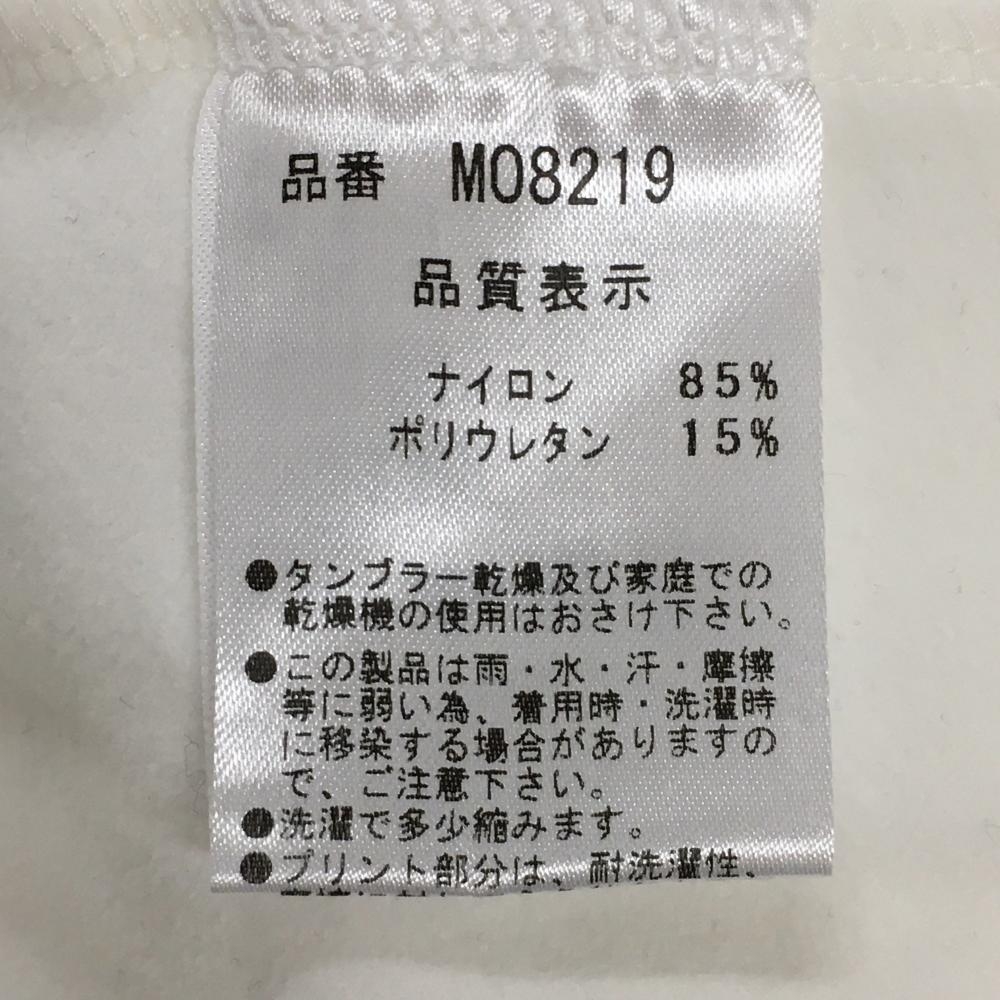 品番 M08219
品質表示
ナイロン 85%
ポリウレタン 15%
●タンブラー乾燥及び家庭での
乾燥機の使用はおさけ下さい。
●この製品は雨・水・汗・摩擦
等に弱い為、着用時・洗濯時
に移染する場合がありますの
で、ご注意下さい。
●洗濯で多少縮みます。
●プリント部分は、耐洗濯性、